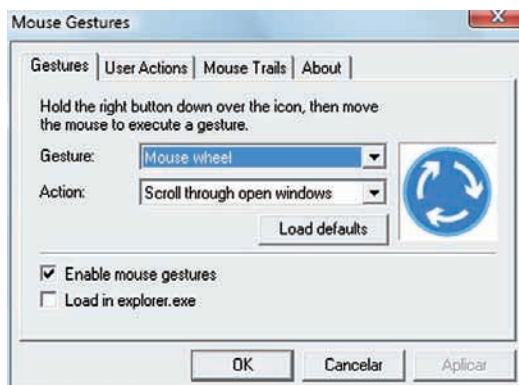 Mouse Gestures
Gestures User Actions Mouse Trails About
Hold the right button down over the icon, then move
the mouse to execute a gesture.
Gesture: Mouse wheel
Action: Scroll through open windows
Load defaults
Enable mouse gestures
Load in explorer.exe
OK Cancelar Aplicar